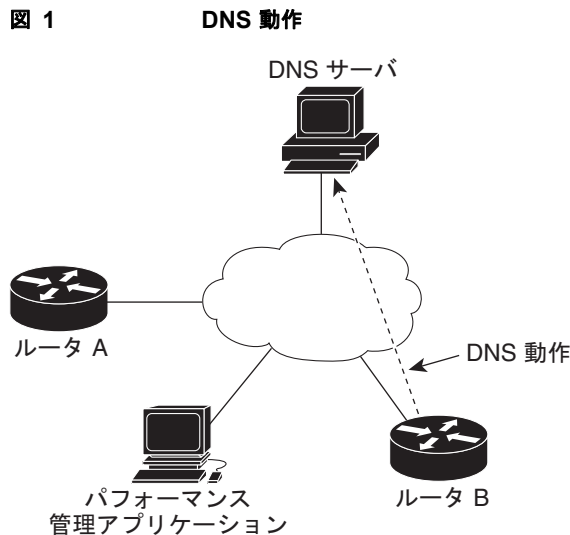 図 1 DNS 動作
DNS サーバ
ルータ A
DNS 動作
パフォーマンス
管理アプリケーション
ルータ B